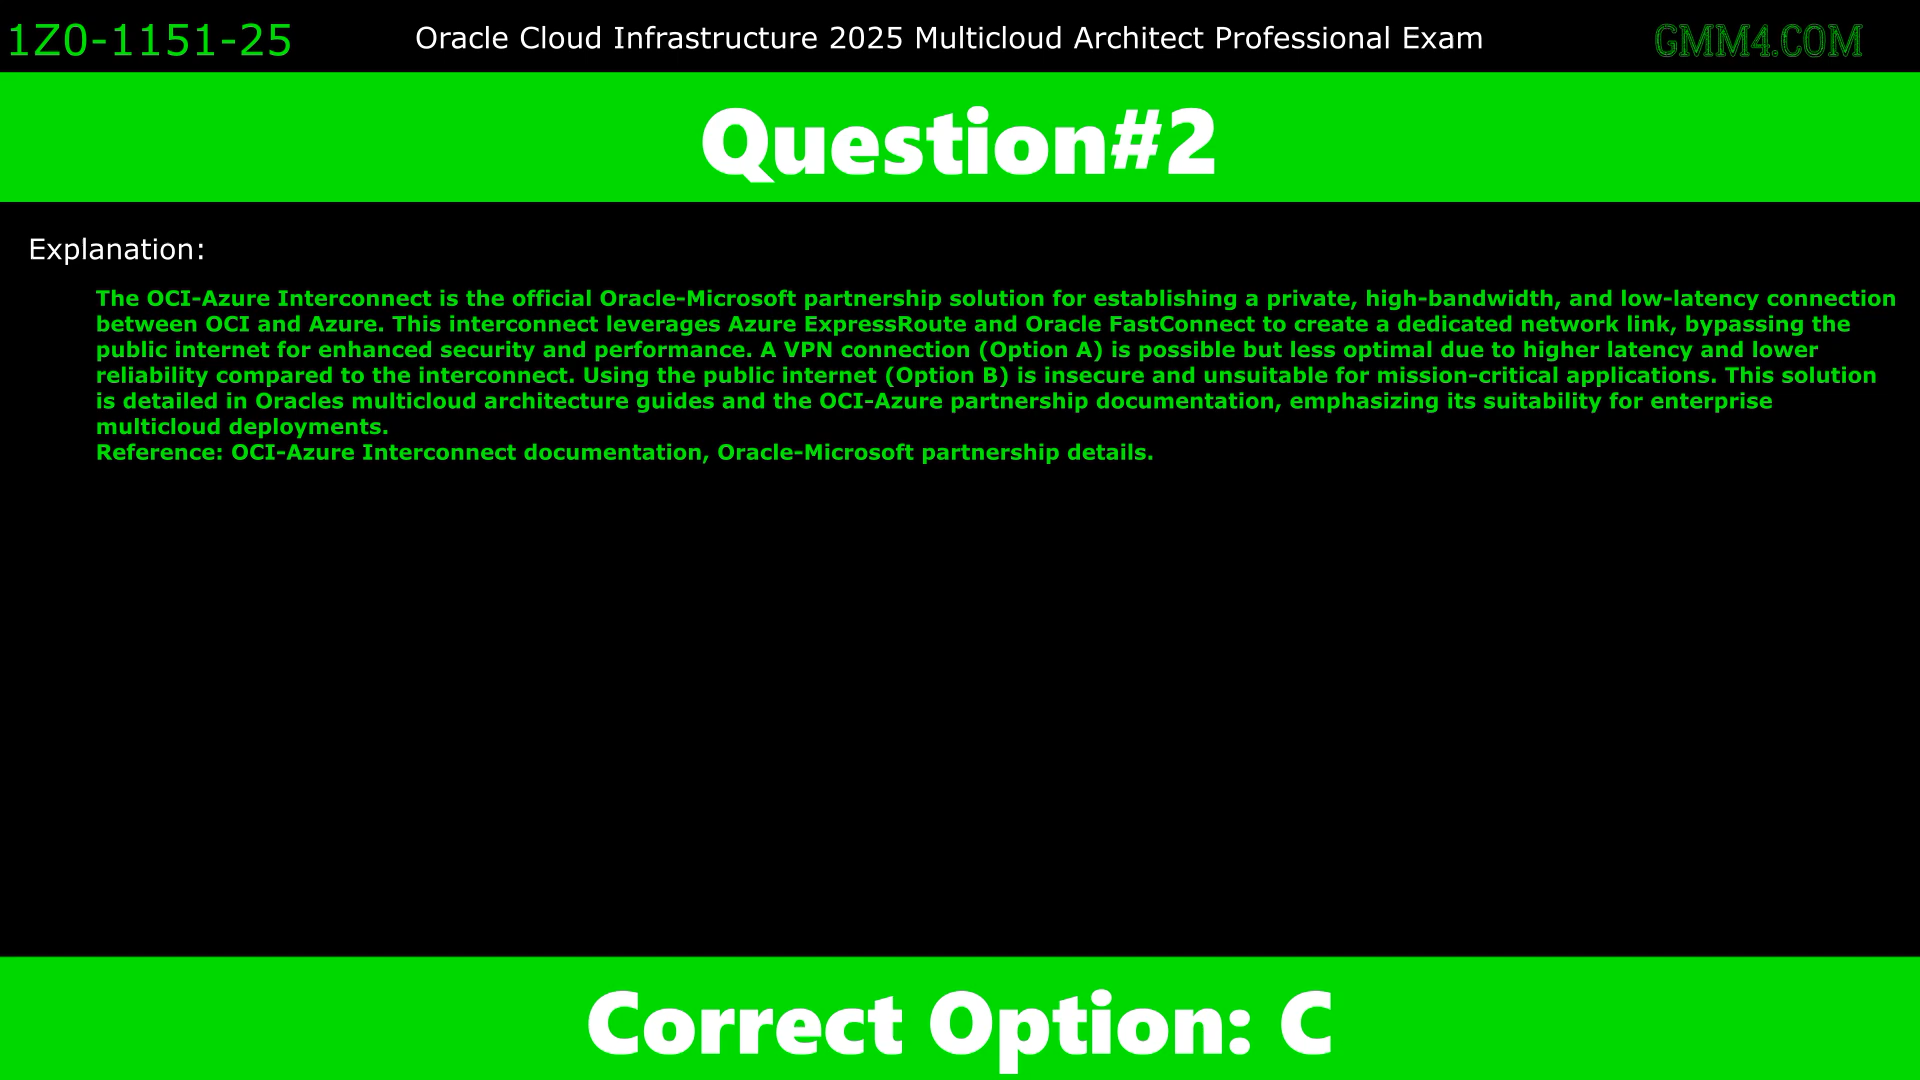 1Z0-1151-25
Oracle Cloud Infrastructure 2025 Multicloud Architect Professional Exam
GMM4.COM
Question#2
Explanation:
The OCI-Azure Interconnect is the official Oracle-Microsoft partnership solution for establishing a private, high-bandwidth, and low-latency connection
between OCI and Azure. This interconnect leverages Azure ExpressRoute and Oracle FastConnect to create a dedicated network link, bypassing the
public internet for enhanced security and performance. A VPN connection (Option A) is possible but less optimal due to higher latency and lower
reliability compared to the interconnect. Using the public internet (Option B) is insecure and unsuitable for mission-critical applications. This solution
is detailed in Oracles multicloud architecture guides and the OCI-Azure partnership documentation, emphasizing its suitability for enterprise
multicloud deployments.
Reference: OCI-Azure Interconnect documentation, Oracle-Microsoft partnership details.
Correct Option: C